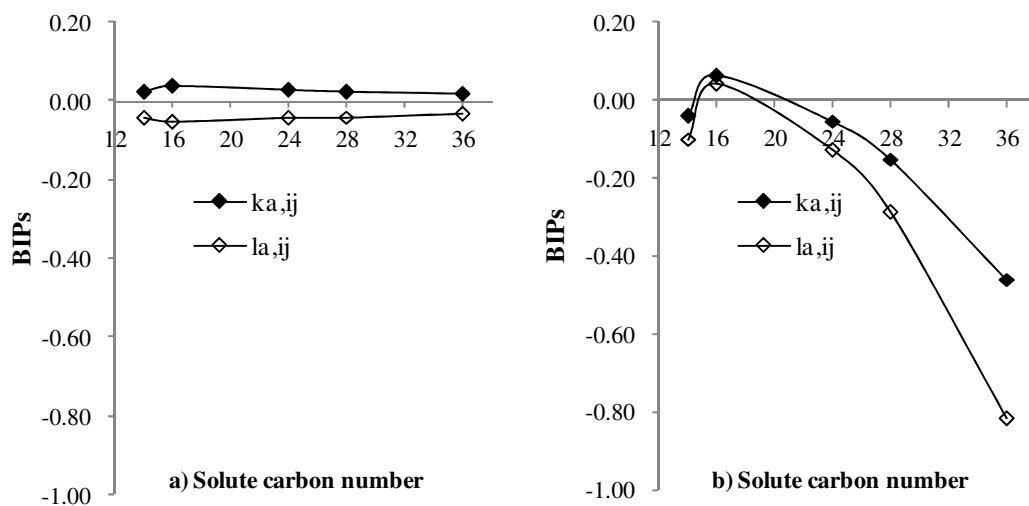 0.20
0.00
12 16 20 24 28 32 36
-0.20
-0.40
-0.60
-0.80
-1.00
BIPs
ka,ij
la,ij
a) Solute carbon number
0.20
0.00
12 16 20 24 28 32 36
-0.20
-0.40
-0.60
-0.80
-1.00
BIPs
ka,ij
la,ij
b) Solute carbon number